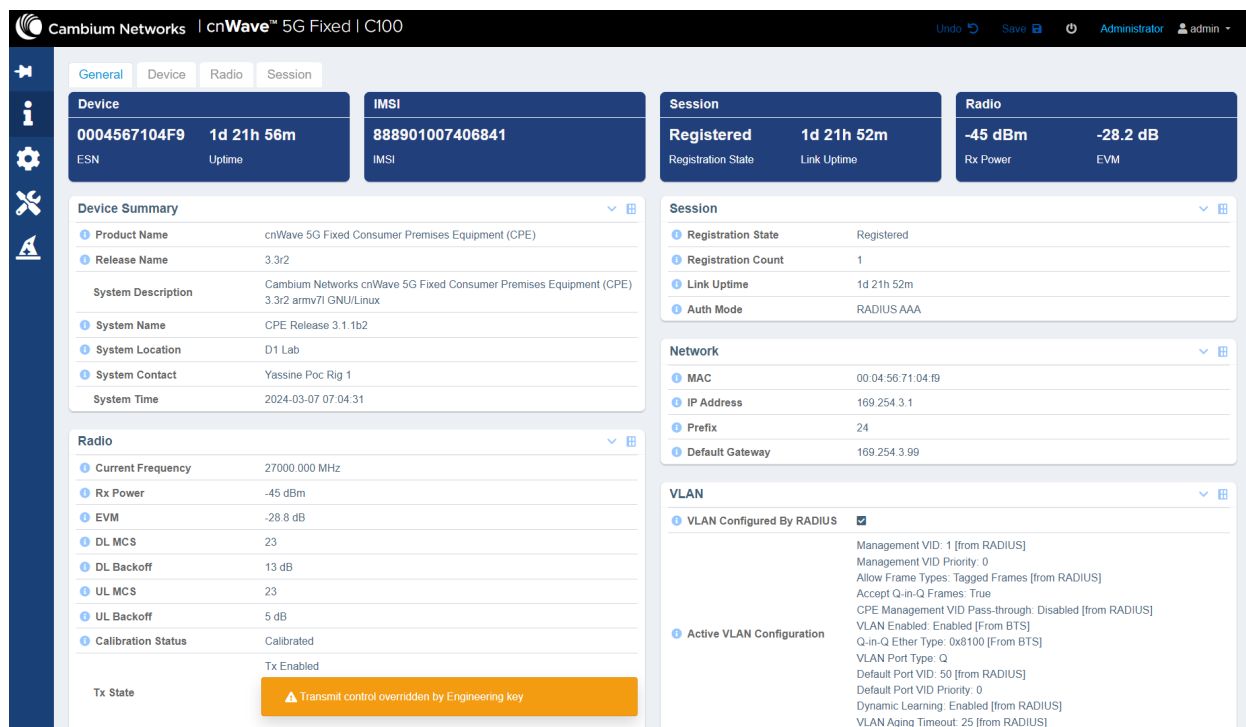 Cambium Networks | cnWave™ 5G Fixed | C100
Undo Save Administrator admin
General Device Radio Session
Device
0004567104F9 1d 21h 56m
ESN Uptime
IMSI
888901007406841
IMSI
Session
Registered 1d 21h 52m
Registration State Link Uptime
Radio
-45 dBm -28.2 dB
Rx Power EVM
Device Summary
Product Name cnWave 5G Fixed Consumer Premises Equipment (CPE)
Release Name 3.3r2
System Description Cambium Networks cnWave 5G Fixed Consumer Premises Equipment (CPE)
3.3r2 armv7l GNU/Linux
System Name CPE Release 3.1.1b2
System Location D1 Lab
System Contact Yassine Poc Rig 1
System Time 2024-03-07 07:04:31
Radio
Current Frequency 27000.000 MHz
Rx Power -45 dBm
EVM -28.8 dB
DL MCS 23
DL Backoff 13 dB
UL MCS 23
UL Backoff 5 dB
Calibration Status Calibrated
Tx State Tx Enabled
Transmit control overridden by Engineering key
Session
Registration State Registered
Registration Count 1
Link Uptime 1d 21h 52m
Auth Mode RADIUS AAA
Network
MAC 00:04:56:71:04:f9
IP Address 169.254.3.1
Prefix 24
Default Gateway 169.254.3.99
VLAN
VLAN Configured By RADIUS
Active VLAN Configuration
Management VID: 1 [from RADIUS]
Management VID Priority: 0
Allow Frame Types: Tagged Frames [from RADIUS]
Accept Q-in-Q Frames: True
CPE Management VID Pass-through: Disabled [from RADIUS]
VLAN Enabled: Enabled [From BTS]
Q-in-Q Ether Type: 0x8100 [From BTS]
VLAN Port Type: Q
Default Port VID: 50 [from RADIUS]
Default Port VID Priority: 0
Dynamic Learning: Enabled [from RADIUS]
VLAN Aging Timeout: 25 [from RADIUS]